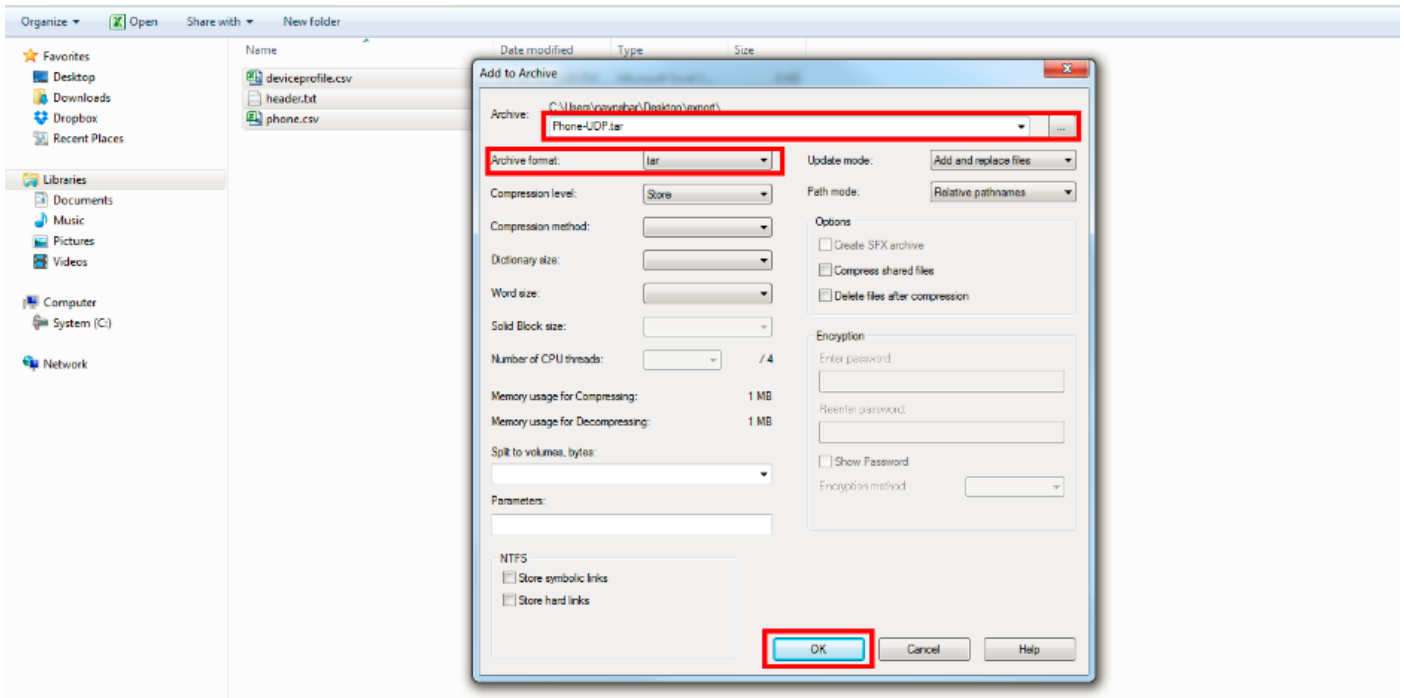 Organize Open Share with New folder
Favorites
Desktop
Downloads
Dropbox
Recent Places
Libraries
Documents
Music
Pictures
Videos
Computer
System (C:)
Network
Name Date modified Type Size
deviceprofile.csv
header.txt
phone.csv
Add to Archive
Archive: C:\Users\navnshar\Desktop\export\
Phone-UDP.tar ...
Archive format: tar
Compression level: Store
Compression method:
Dictionary size:
Word size:
Solid Block size:
Number of CPU threads: / 4
Memory usage for Compressing: 1 MB
Memory usage for Decompressing: 1 MB
Split to volumes, bytes:
Parameters:
NTFS
Store symbolic links
Store hard links
Update mode: Add and replace files
Path mode: Relative pathnames
Options
Create SFX archive
Compress shared files
Delete files after compression
Encryption
Enter password:
Reenter password:
Show Password
Encryption method:
OK Cancel Help